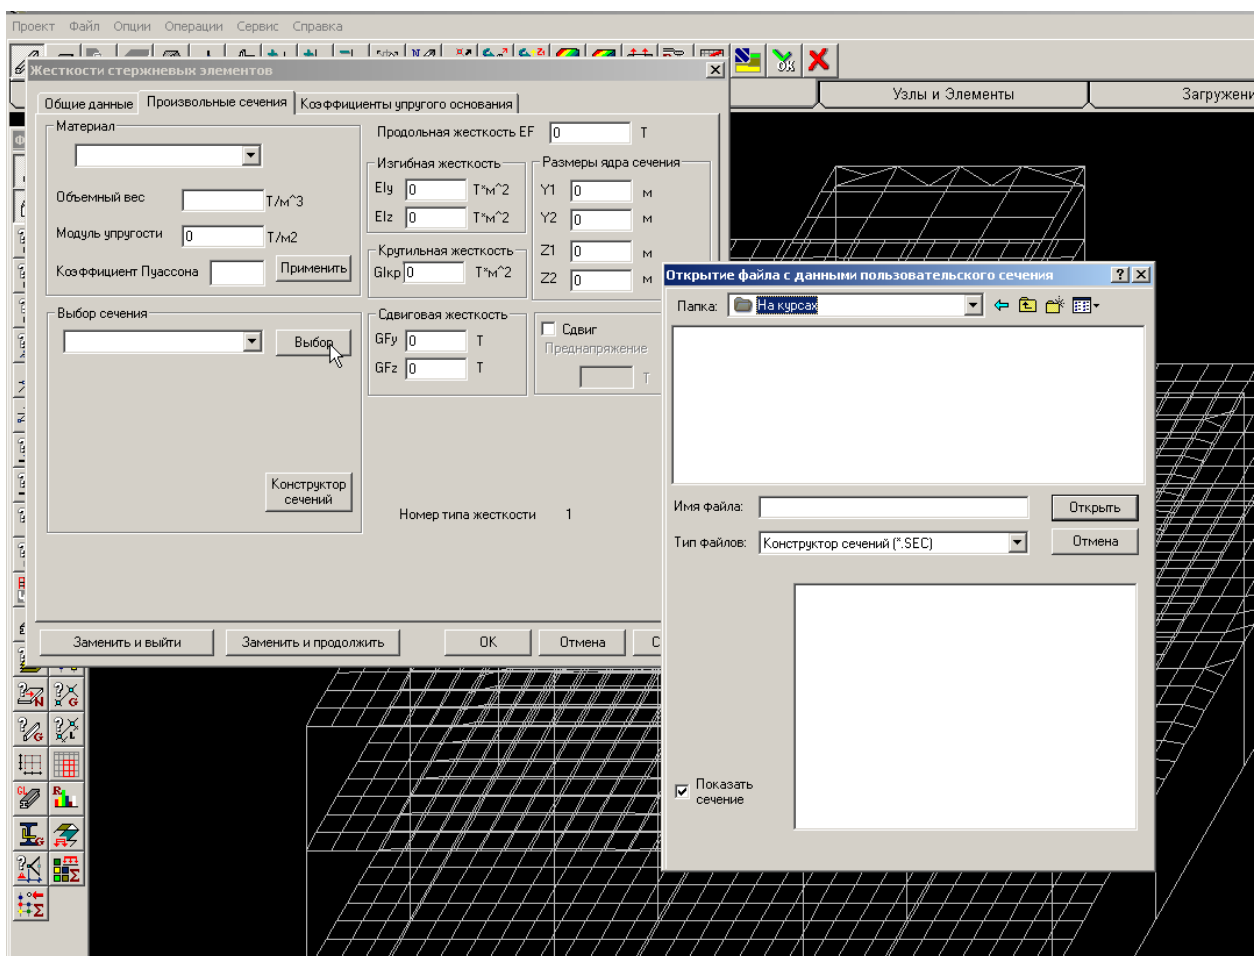 Проект Файл Опции Операции Сервис Справка
Жесткости стержневых элементов
Узлы и Элементы
Загружени
Общие данные Произвольные сечения Коэффициенты упругого основания
Материал
Объемный вес Т/м^3
Модуль упругости 0 Т/м2
Коэффициент Пуассона Применить
Выбор сечения
Выбор
Конструктор
сечений
Продольная жесткость EF 0 Т
Изгибная жесткость
EIy 0 Т*м^2
EIz 0 Т*м^2
Крутильная жесткость
GIкр 0 Т*м^2
Сдвиговая жесткость
GFy 0 Т
GFz 0 Т
Размеры ядра сечения
Y1 0 м
Y2 0 м
Z1 0 м
Z2 0 м
Сдвиг
Преднапряжение
Т
Номер типа жесткости 1
Заменить и выйти Заменить и продолжить OK Отмена С
Открытие файла с данными пользовательского сечения
Папка: На курсах
Имя файла: Открыть
Тип файлов: Конструктор сечений (*.SEC) Отмена
Показать
сечение